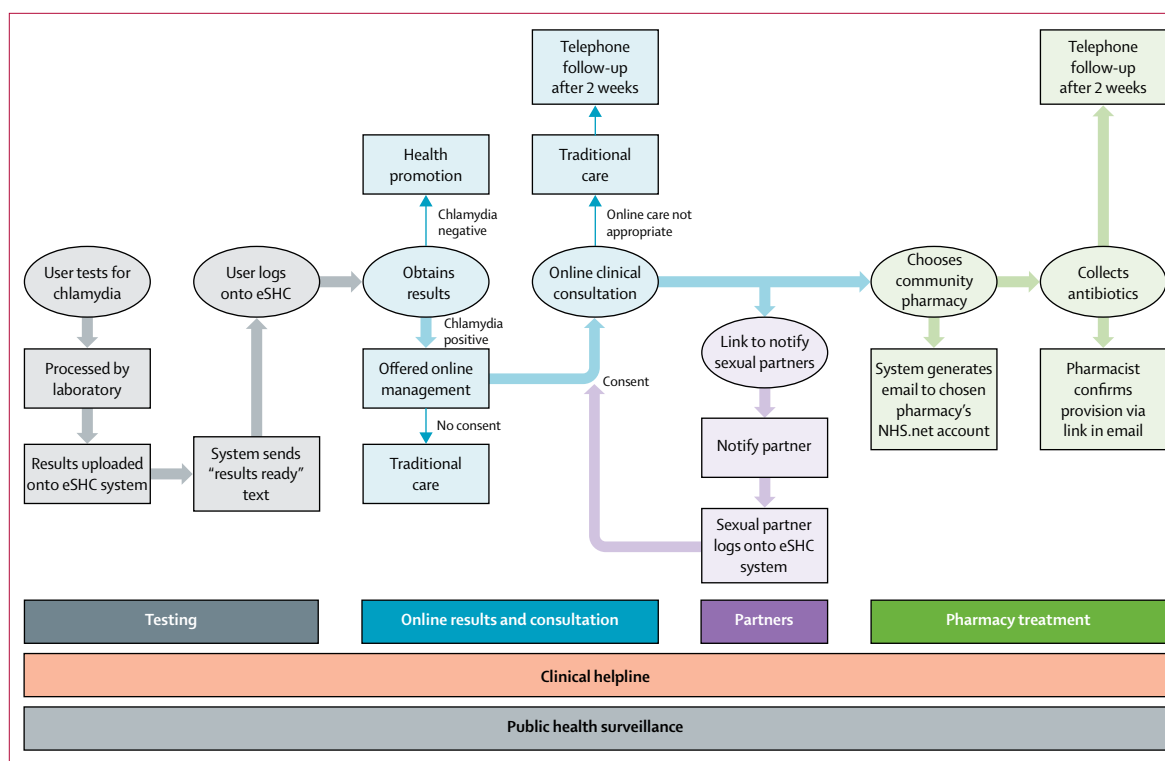 Telephone
follow-up
after 2 weeks
Telephone
follow-up
after 2 weeks
Health
promotion
Traditional
care
Chlamydia
negative
Online care not
appropriate
User tests for
chlamydia
User logs
onto eSHC
Obtains
results
Online clinical
consultation
Chooses
community
pharmacy
Collects
antibiotics
Chlamydia
positive
Link to notify
sexual partners
Processed by
laboratory
Offered online
management
Consent
System generates
email to chosen
pharmacy's
NHS.net account
Pharmacist
confirms
provision via
link in email
No consent
Notify partner
Results uploaded
onto eSHC system
System sends
“results ready”
text
Traditional
care
Sexual partner
logs onto eSHC
system
Testing
Online results and consultation
Partners
Pharmacy treatment
Clinical helpline
Public health surveillance